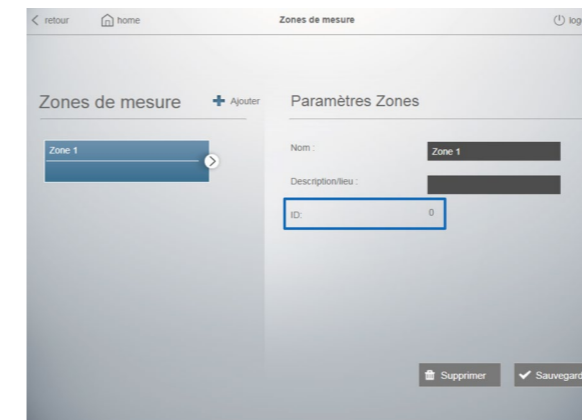 retour
home
Zones de mesure
Zones de mesure
Ajouter
Zone 1
Paramètres Zones
Nom :
Zone 1
Description/lieu :
ID:
0
Supprimer
Sauvegard